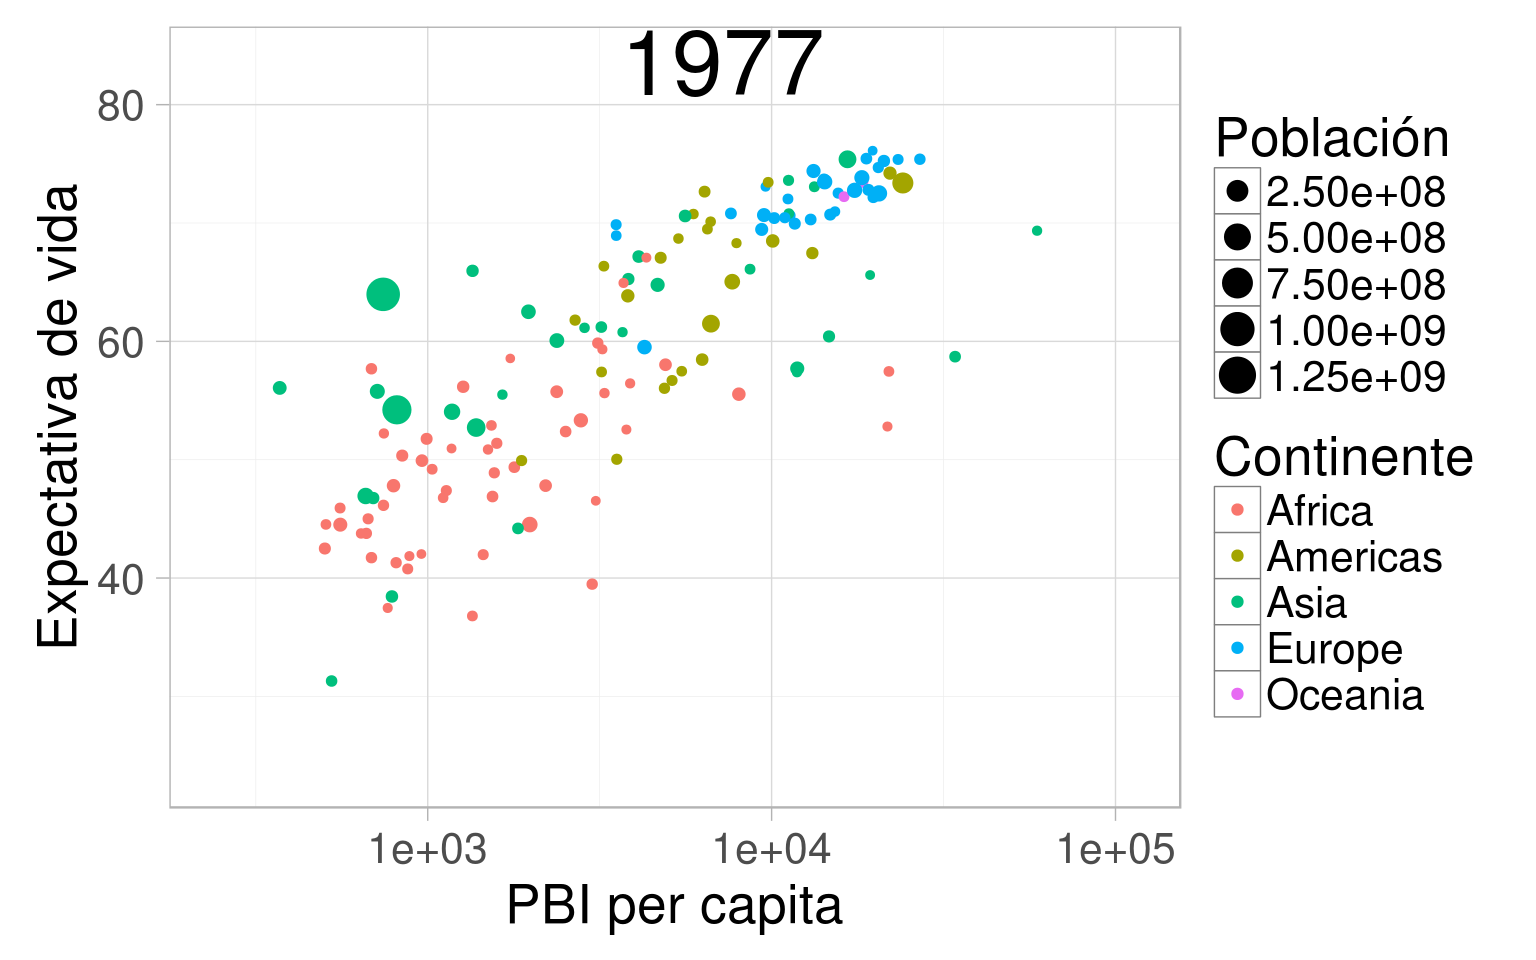 1977
Expectativa de vida
80
60
40
1e+03
1e+04
1e+05
PBI per capita
Población
2.50e+08
5.00e+08
7.50e+08
1.00e+09
1.25e+09
Continente
Africa
Americas
Asia
Europe
Oceania